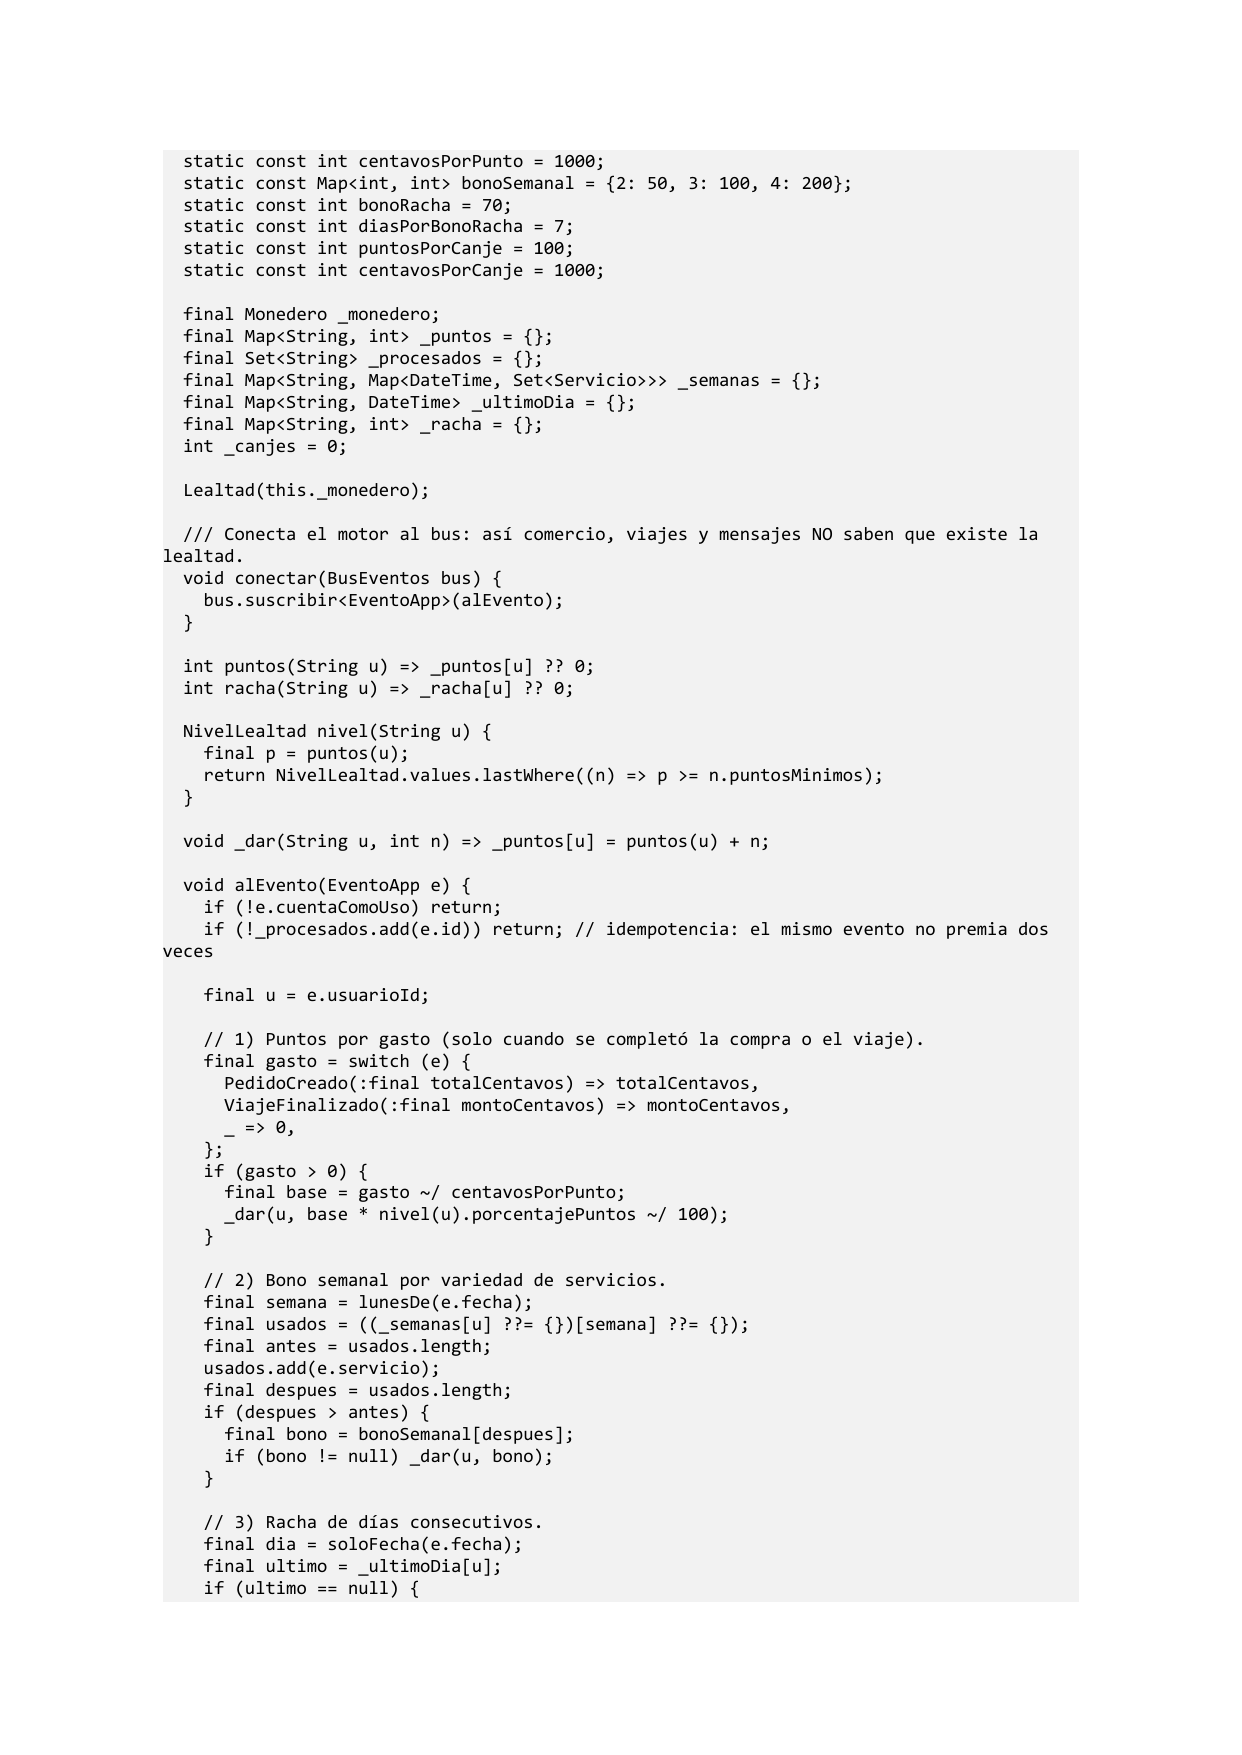 static const int centavosPorPunto = 1000;
static const Map<int, int> bonoSemanal = {2: 50, 3: 100, 4: 200};
static const int bonoRacha = 70;
static const int diasPorBonoRacha = 7;
static const int puntosPorCanje = 100;
static const int centavosPorCanje = 1000;

final Monedero _monedero;
final Map<String, int> _puntos = {};
final Set<String> _procesados = {};
final Map<String, Map<DateTime, Set<Servicio>>> _semanas = {};
final Map<String, DateTime> _ultimoDia = {};
final Map<String, int> _racha = {};
int _canjes = 0;

Lealtad(this._monedero);

/// Conecta el motor al bus: así comercio, viajes y mensajes NO saben que existe la
lealtad.
void conectar(BusEventos bus) {
bus.suscribir<EventoApp>(alEvento);
}

int puntos(String u) => _puntos[u] ?? 0;
int racha(String u) => _racha[u] ?? 0;

NivelLealtad nivel(String u) {
final p = puntos(u);
return NivelLealtad.values.lastWhere((n) => p >= n.puntosMinimos);
}

void _dar(String u, int n) => _puntos[u] = puntos(u) + n;

void alEvento(EventoApp e) {
if (!e.cuentaComoUso) return;
if (!_procesados.add(e.id)) return; // idempotencia: el mismo evento no premia dos
veces

final u = e.usuarioId;

// 1) Puntos por gasto (solo cuando se completó la compra o el viaje).
final gasto = switch (e) {
PedidoCreado(:final totalCentavos) => totalCentavos,
ViajeFinalizado(:final montoCentavos) => montoCentavos,
_ => 0,
};
if (gasto > 0) {
final base = gasto ~/ centavosPorPunto;
_dar(u, base * nivel(u).porcentajePuntos ~/ 100);
}

// 2) Bono semanal por variedad de servicios.
final semana = lunesDe(e.fecha);
final usados = ((_semanas[u] ??= {})[semana] ??= {});
final antes = usados.length;
usados.add(e.servicio);
final despues = usados.length;
if (despues > antes) {
final bono = bonoSemanal[despues];
if (bono != null) _dar(u, bono);
}

// 3) Racha de días consecutivos.
final dia = soloFecha(e.fecha);
final ultimo = _ultimoDia[u];
if (ultimo == null) {